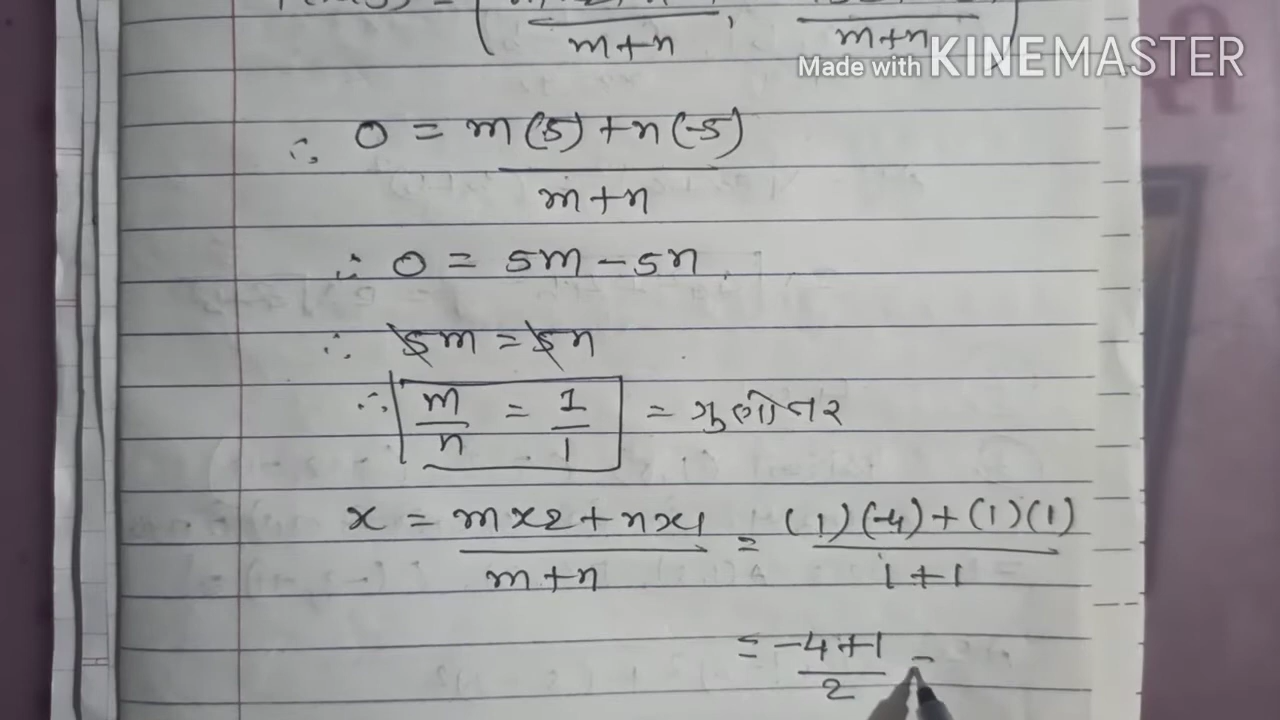 m+n , m+n
Made with KINEMASTER
∴ 0 = m(5)+n(-5)
m+n
∴ 0 = 5m-5n
∴ 5m = 5n
∴ m/n = 1/1 = ગુણોત્તર
x = mx2+nx1 = (1)(-4)+(1)(1)
m+n 1+1
= -4+1 =
2